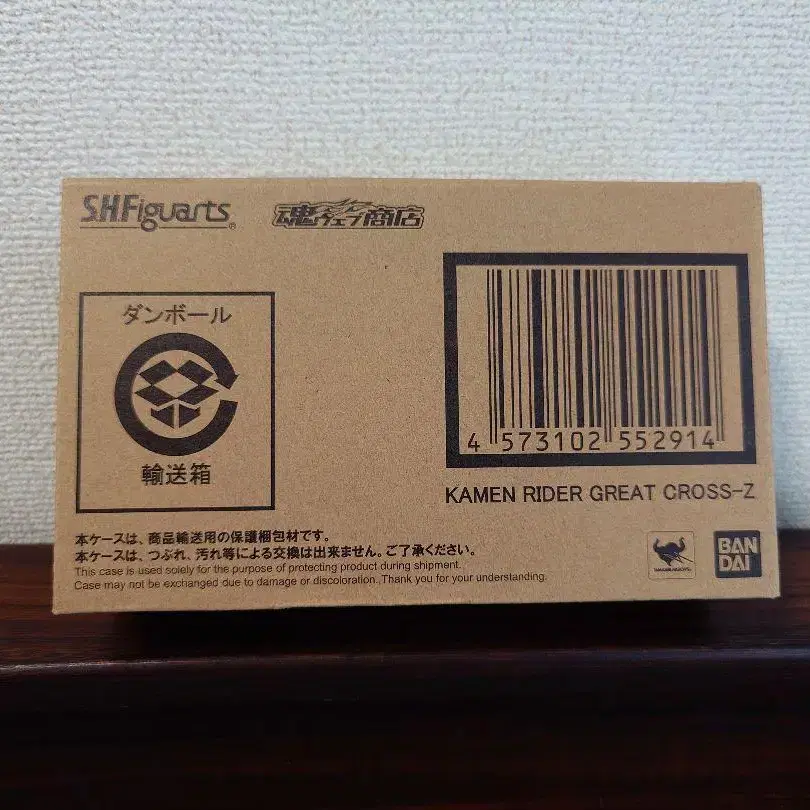 S.H.Figuarts®
魂ウェブ商店
ダンボール
輸送箱
4 573102 552914
KAMEN RIDER GREAT CROSS-Z
本ケースは、商品輸送用の保護梱包材です。
本ケースは、つぶれ、汚れ等による交換は出来ません。ご了承ください。
This case is used solely for the purpose of protecting product during shipment.
Case may not be exchanged due to damage or discoloration. Thank you for your understanding.
BAN
DAI